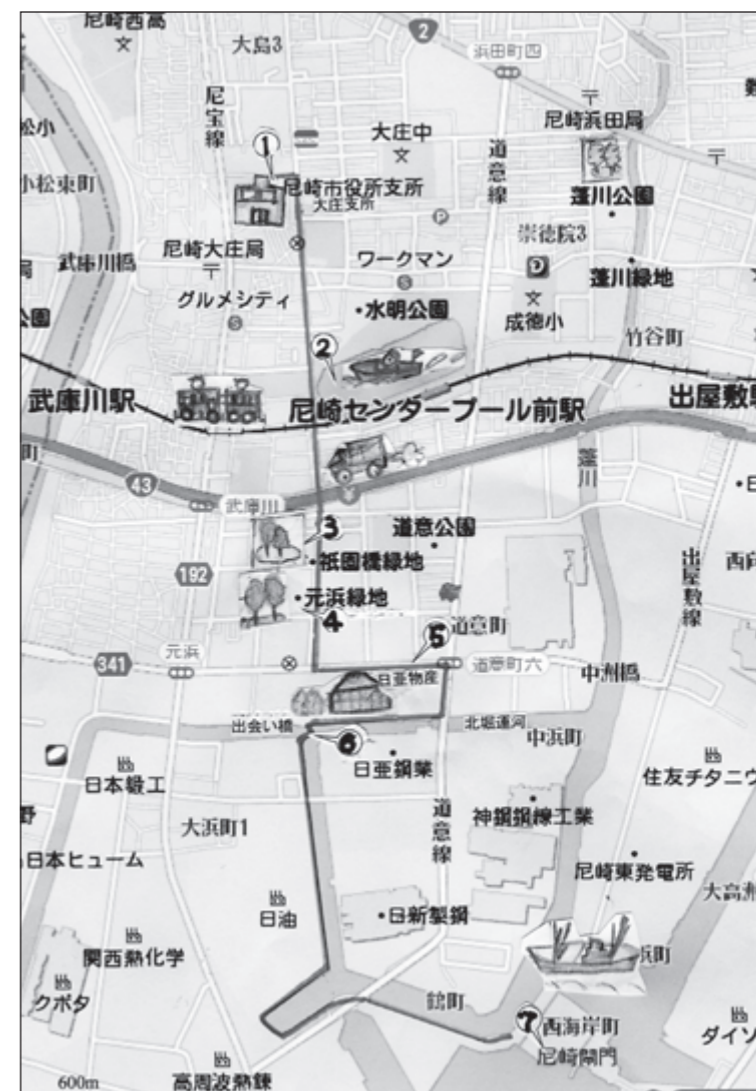 尼崎西高
大島3
2
浜田町四
尼宝線
1
大庄中
尼崎浜田局
小松東町
尼崎市役所支所
大庄支所
道意線
蓬川公園
崇徳院3
武庫川橋
尼崎大庄局
ワークマン
蓬川緑地
グルメシティ
水明公園
成徳小
竹谷町
2
武庫川駅
尼崎センタープール前駅
出屋敷駅
43
武庫川
蓬川
3
道意公園
祇園橋緑地
192
元浜緑地
4
出屋敷線
5
道意町
元浜
341
道意町六
中洲橋
日亜物産
出会い橋
6
北堀運河
中浜町
日亜鋼業
日本鍛工
住友チタニウ
大浜町1
道意線
神鋼鋼線工業
日本ヒューム
尼崎東発電所
日油
日新製鋼
関西熱化学
クボタ
鶴町
浜町
7
西海岸町
尼崎閘門
ダイソ
600m
高周波熱錬